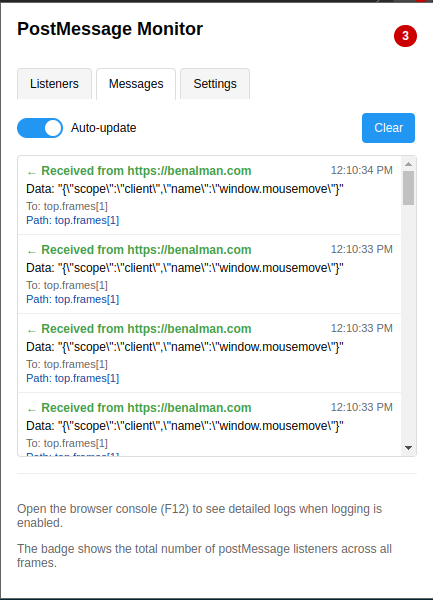 PostMessage Monitor
3
Listeners Messages Settings
Auto-update Clear
← Received from https://benalman.com 12:10:34 PM
Data: "{\"scope\":\"client\",\"name\":\"window.mousemove\"}"
To: top.frames[1]
Path: top.frames[1]
← Received from https://benalman.com 12:10:33 PM
Data: "{\"scope\":\"client\",\"name\":\"window.mousemove\"}"
To: top.frames[1]
Path: top.frames[1]
← Received from https://benalman.com 12:10:33 PM
Data: "{\"scope\":\"client\",\"name\":\"window.mousemove\"}"
To: top.frames[1]
Path: top.frames[1]
← Received from https://benalman.com 12:10:33 PM
Data: "{\"scope\":\"client\",\"name\":\"window.mousemove\"}"
To: top.frames[1]
Path: top.frames[1]
Open the browser console (F12) to see detailed logs when logging is
enabled.
The badge shows the total number of postMessage listeners across all
frames.